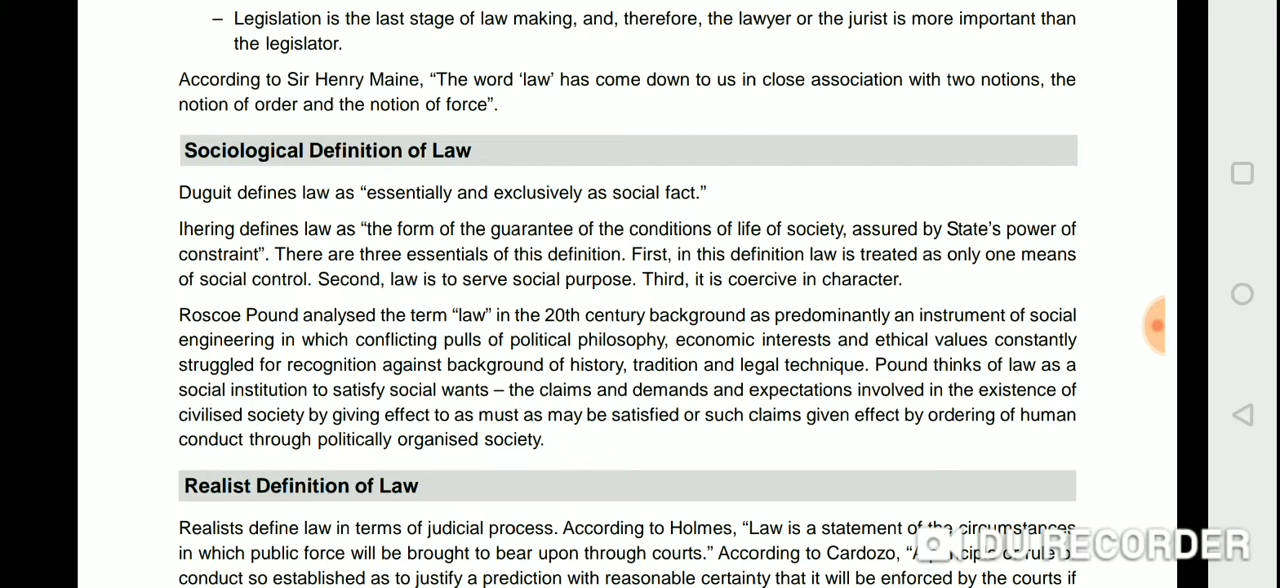 – Legislation is the last stage of law making, and, therefore, the lawyer or the jurist is more important than
the legislator.
According to Sir Henry Maine, “The word ‘law’ has come down to us in close association with two notions, the
notion of order and the notion of force”.
Sociological Definition of Law
Duguit defines law as “essentially and exclusively as social fact.”
Ihering defines law as “the form of the guarantee of the conditions of life of society, assured by State’s power of
constraint”. There are three essentials of this definition. First, in this definition law is treated as only one means
of social control. Second, law is to serve social purpose. Third, it is coercive in character.
Roscoe Pound analysed the term “law” in the 20th century background as predominantly an instrument of social
engineering in which conflicting pulls of political philosophy, economic interests and ethical values constantly
struggled for recognition against background of history, tradition and legal technique. Pound thinks of law as a
social institution to satisfy social wants – the claims and demands and expectations involved in the existence of
civilised society by giving effect to as must as may be satisfied or such claims given effect by ordering of human
conduct through politically organised society.
Realist Definition of Law
Realists define law in terms of judicial process. According to Holmes, “Law is a statement of the circumstances
in which public force will be brought to bear upon through courts.” According to Cardozo, “A principle or rule of
conduct so established as to justify a prediction with reasonable certainty that it will be enforced by the courts if
DU RECORDER